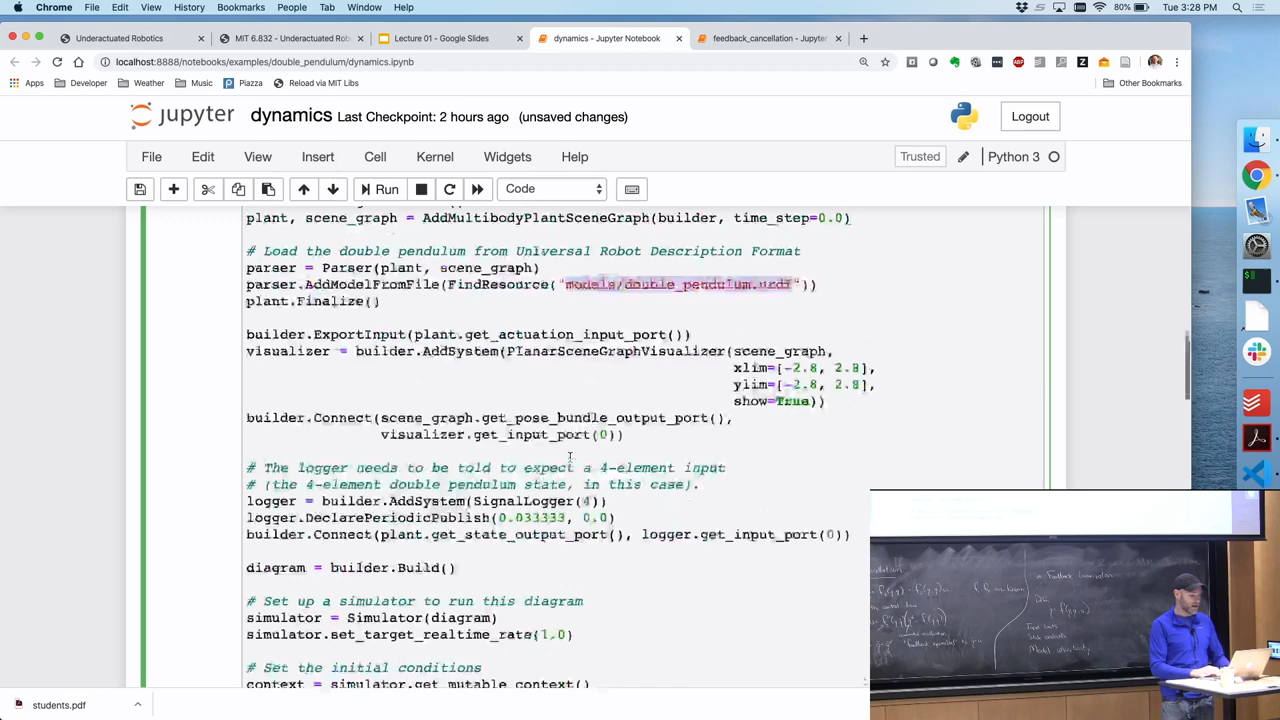 Chrome File Edit View History Bookmarks People Tab Window Help 80% Tue 3:28 PM
Underactuated Robotics
MIT 6.832 - Underactuated Ro
Lecture 01 - Google Slides
dynamics - Jupyter Notebook
feedback_cancellation - Jupyter
localhost:8888/notebooks/examples/double_pendulum/dynamics.ipynb
Apps Developer Weather Music Piazza Reload via MIT Libs Other Bookmarks
jupyter dynamics Last Checkpoint: 2 hours ago (unsaved changes) Logout
File Edit View Insert Cell Kernel Widgets Help Trusted Python 3
Run Code
plant, scene_graph = AddMultibodyPlantSceneGraph(builder, time_step=0.0)
# Load the double pendulum from Universal Robot Description Format
parser = Parser(plant, scene_graph)
parser.AddModelFromFile(FindResource("models/double_pendulum.urdf"))
plant.Finalize()
builder.ExportInput(plant.get_actuation_input_port())
visualizer = builder.AddSystem(PlanarSceneGraphVisualizer(scene_graph,
xlim=[-2.8, 2.8],
ylim=[-2.8, 2.8],
show=True))
builder.Connect(scene_graph.get_pose_bundle_output_port(),
visualizer.get_input_port(0))
# The logger needs to be told to expect a 4-element input
# (the 4-element double pendulum state, in this case).
logger = builder.AddSystem(SignalLogger(4))
logger.DeclarePeriodicPublish(0.033333, 0.0)
builder.Connect(plant.get_state_output_port(), logger.get_input_port(0))
diagram = builder.Build()
# Set up a simulator to run this diagram
simulator = Simulator(diagram)
simulator.set_target_realtime_rate(1.0)
# Set the initial conditions
context = simulator.get_mutable_context()
students.pdf